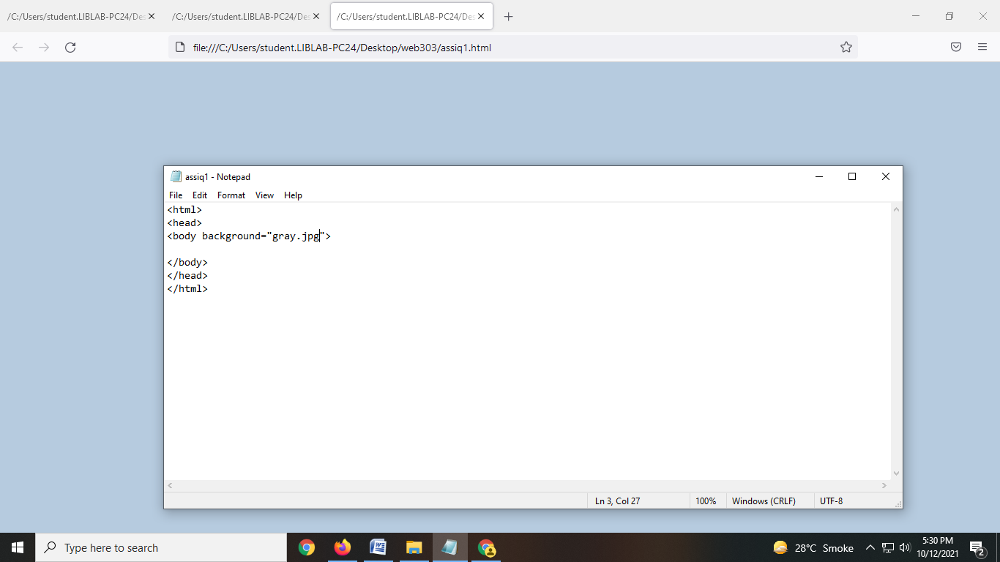 /C:/Users/student.LIBLAB-PC24/Des
/C:/Users/student.LIBLAB-PC24/Des
/C:/Users/student.LIBLAB-PC24/Des
file:///C:/Users/student.LIBLAB-PC24/Desktop/web303/assiq1.html
assiq1 - Notepad
File Edit Format View Help
<html>
<head>
<body background="gray.jpg">
</body>
</head>
</html>
Ln 3, Col 27 100% Windows (CRLF) UTF-8
Type here to search
28°C Smoke
5:30 PM
10/12/2021
2